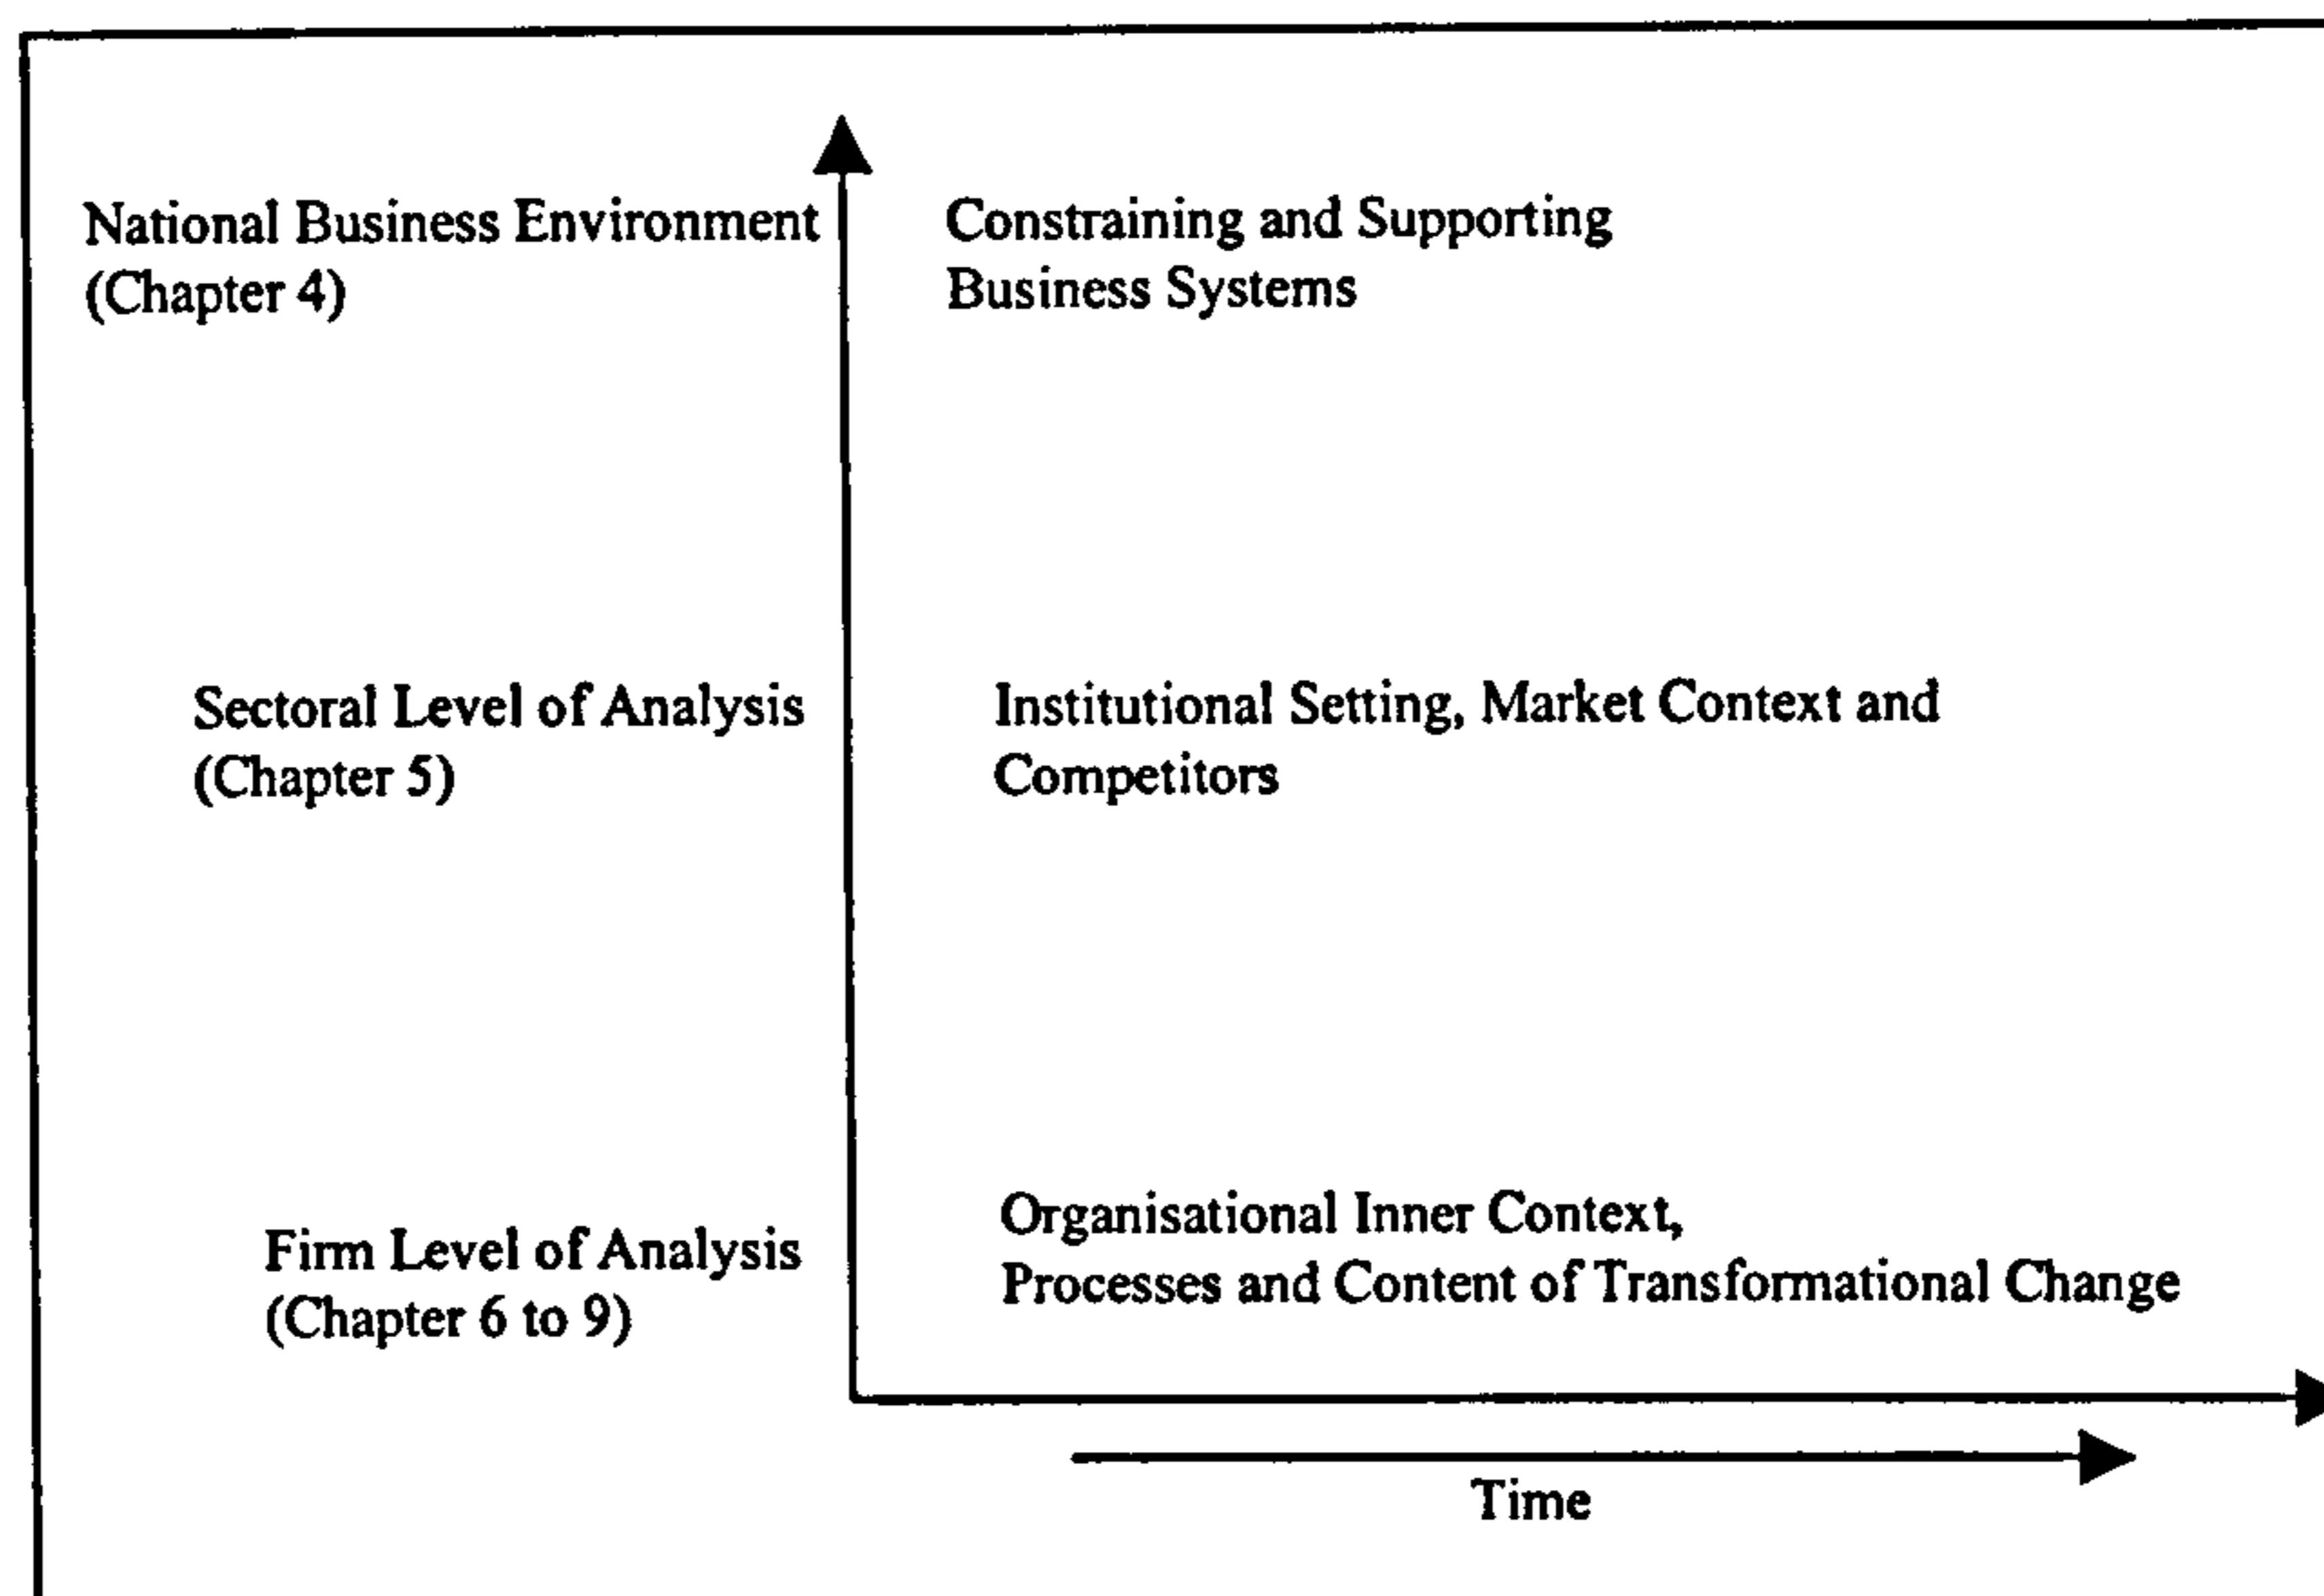 National Business Environment
(Chapter 4)
Constraining and Supporting
Business Systems
Sectoral Level of Analysis
(Chapter 5)
Institutional Setting, Market Context and
Competitors
Firm Level of Analysis
(Chapter 6 to 9)
Organisational Inner Context,
Processes and Content of Transformational Change
Time